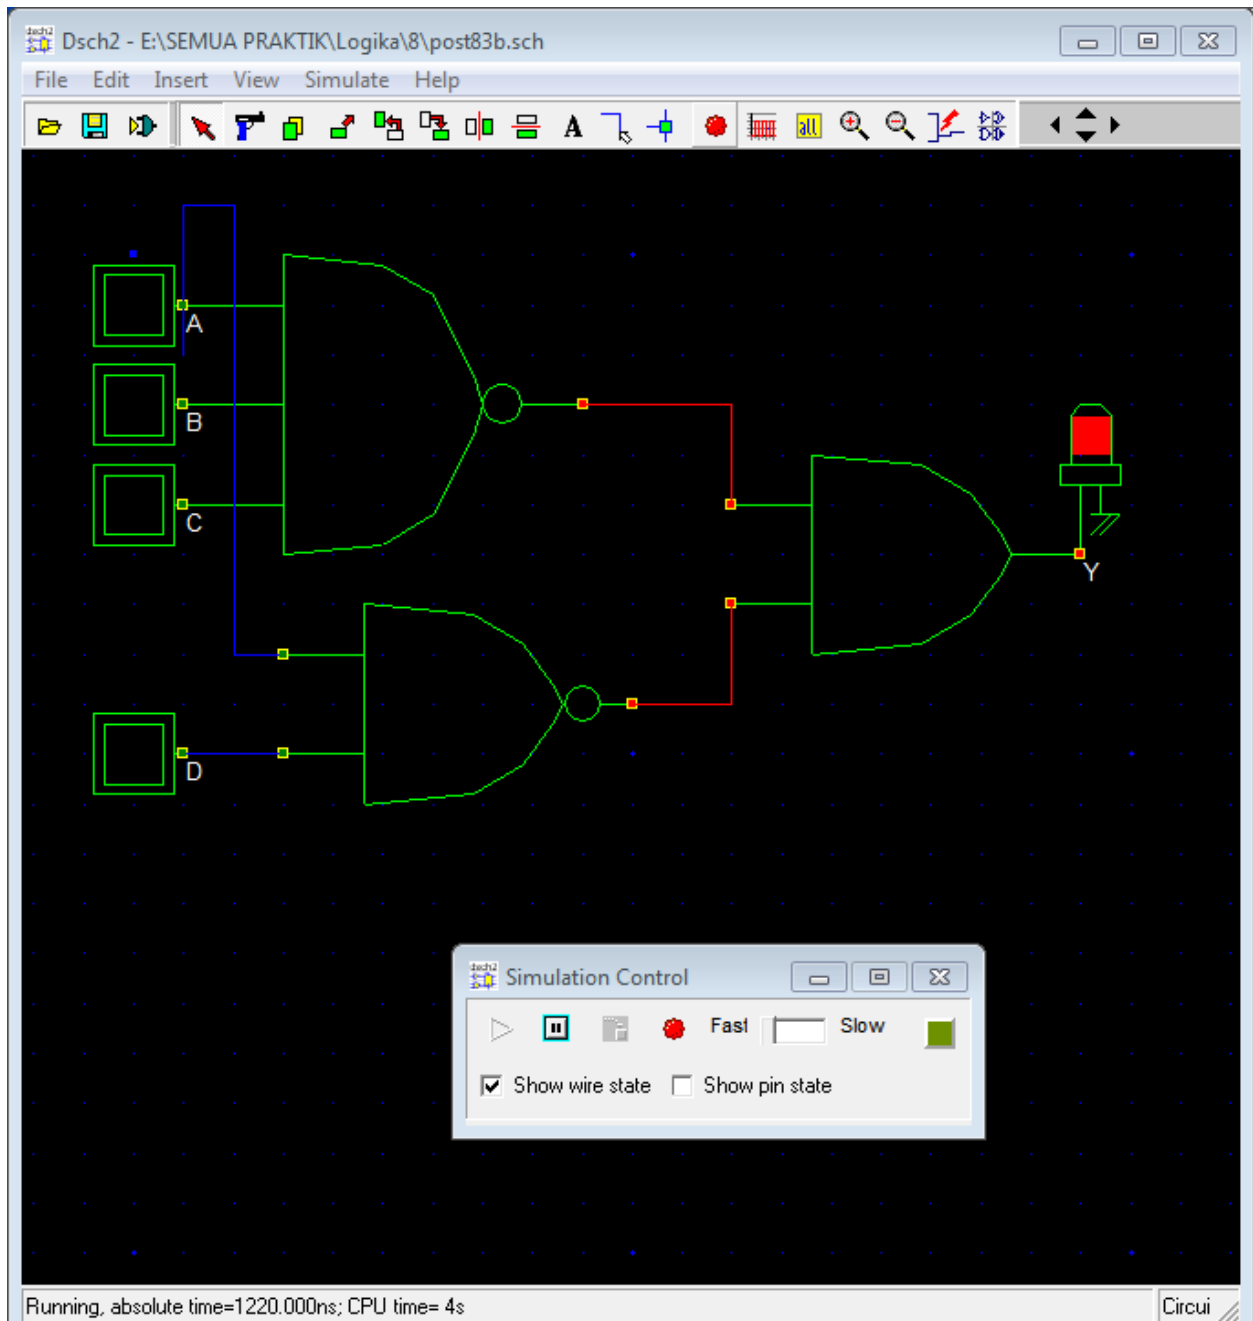 Dsch2 - E:\SEMUA PRAKTIK\Logika\8\post83b.sch
File Edit Insert View Simulate Help
A all
A
B
C
Y
D
Simulation Control
Fast Slow
Show wire state Show pin state
Running, absolute time=1220.000ns; CPU time= 4s Circui